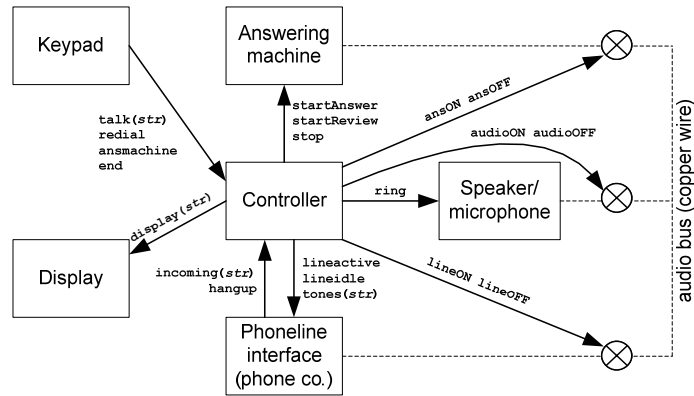 Keypad
Answering
machine
talk(str)
redial
ansmachine
end
startAnswer
startReview
stop
ansON ansOFF
audioON audioOFF
Controller
ring
Speaker/
microphone
display(str)
Display
incoming(str)
hangup
lineactive
lineidle
tones(str)
lineON lineOFF
Phoneline
interface
(phone co.)
audio bus (copper wire)